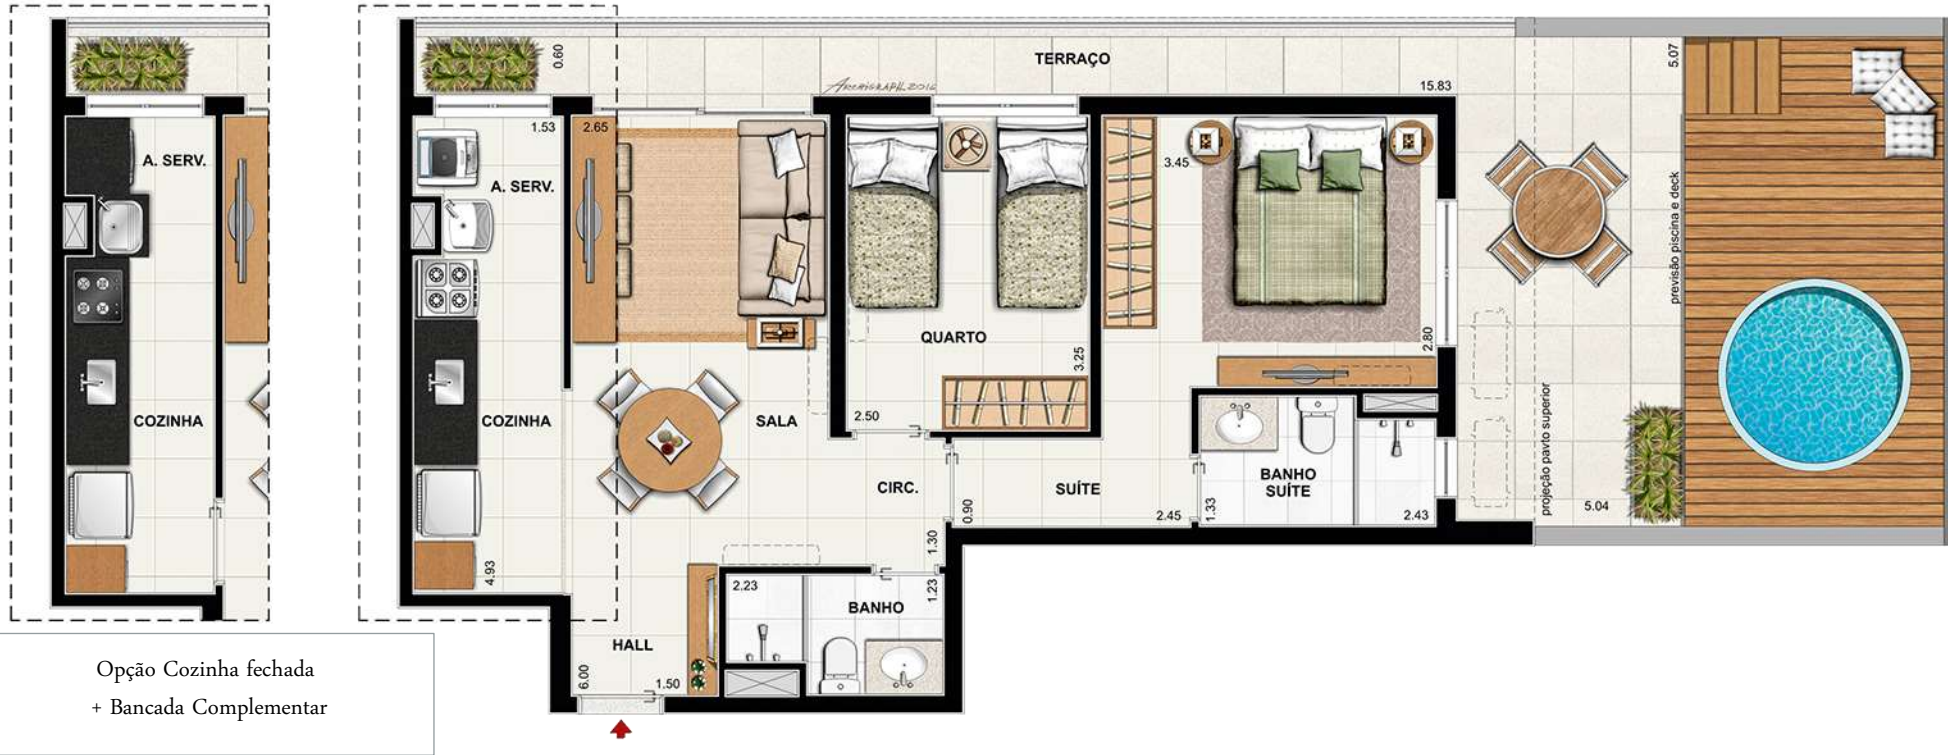 A. SERV.
COZINHA
Opção Cozinha fechada
+ Bancada Complementar
0.60
TERRAÇO
15.83
5.07
1.53
2.65
A. SERV.
3.45
previsão piscina e deck
QUARTO
3.25
2.80
2.50
COZINHA
SALA
projeção pavto superior
CIRC.
SUÍTE
BANHO
SUÍTE
0.90
2.45
1.33
2.43
5.04
4.93
1.30
2.23
1.23
BANHO
HALL
6.00
1.50